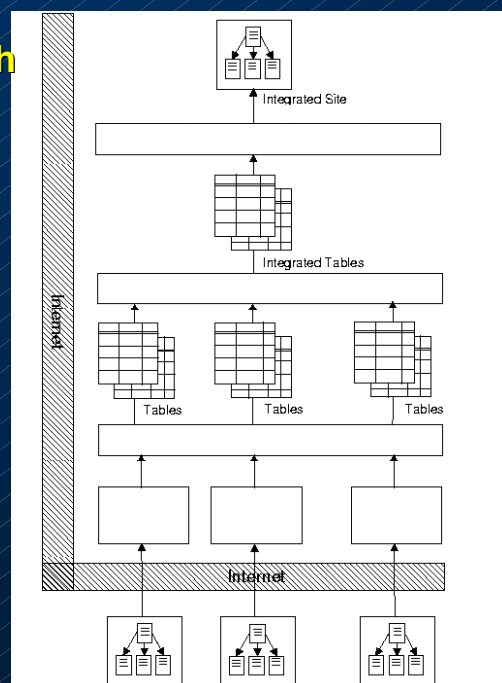 h
Integrated Site
Integrated Tables
Internet
Tables
Tables
Tables
Internet